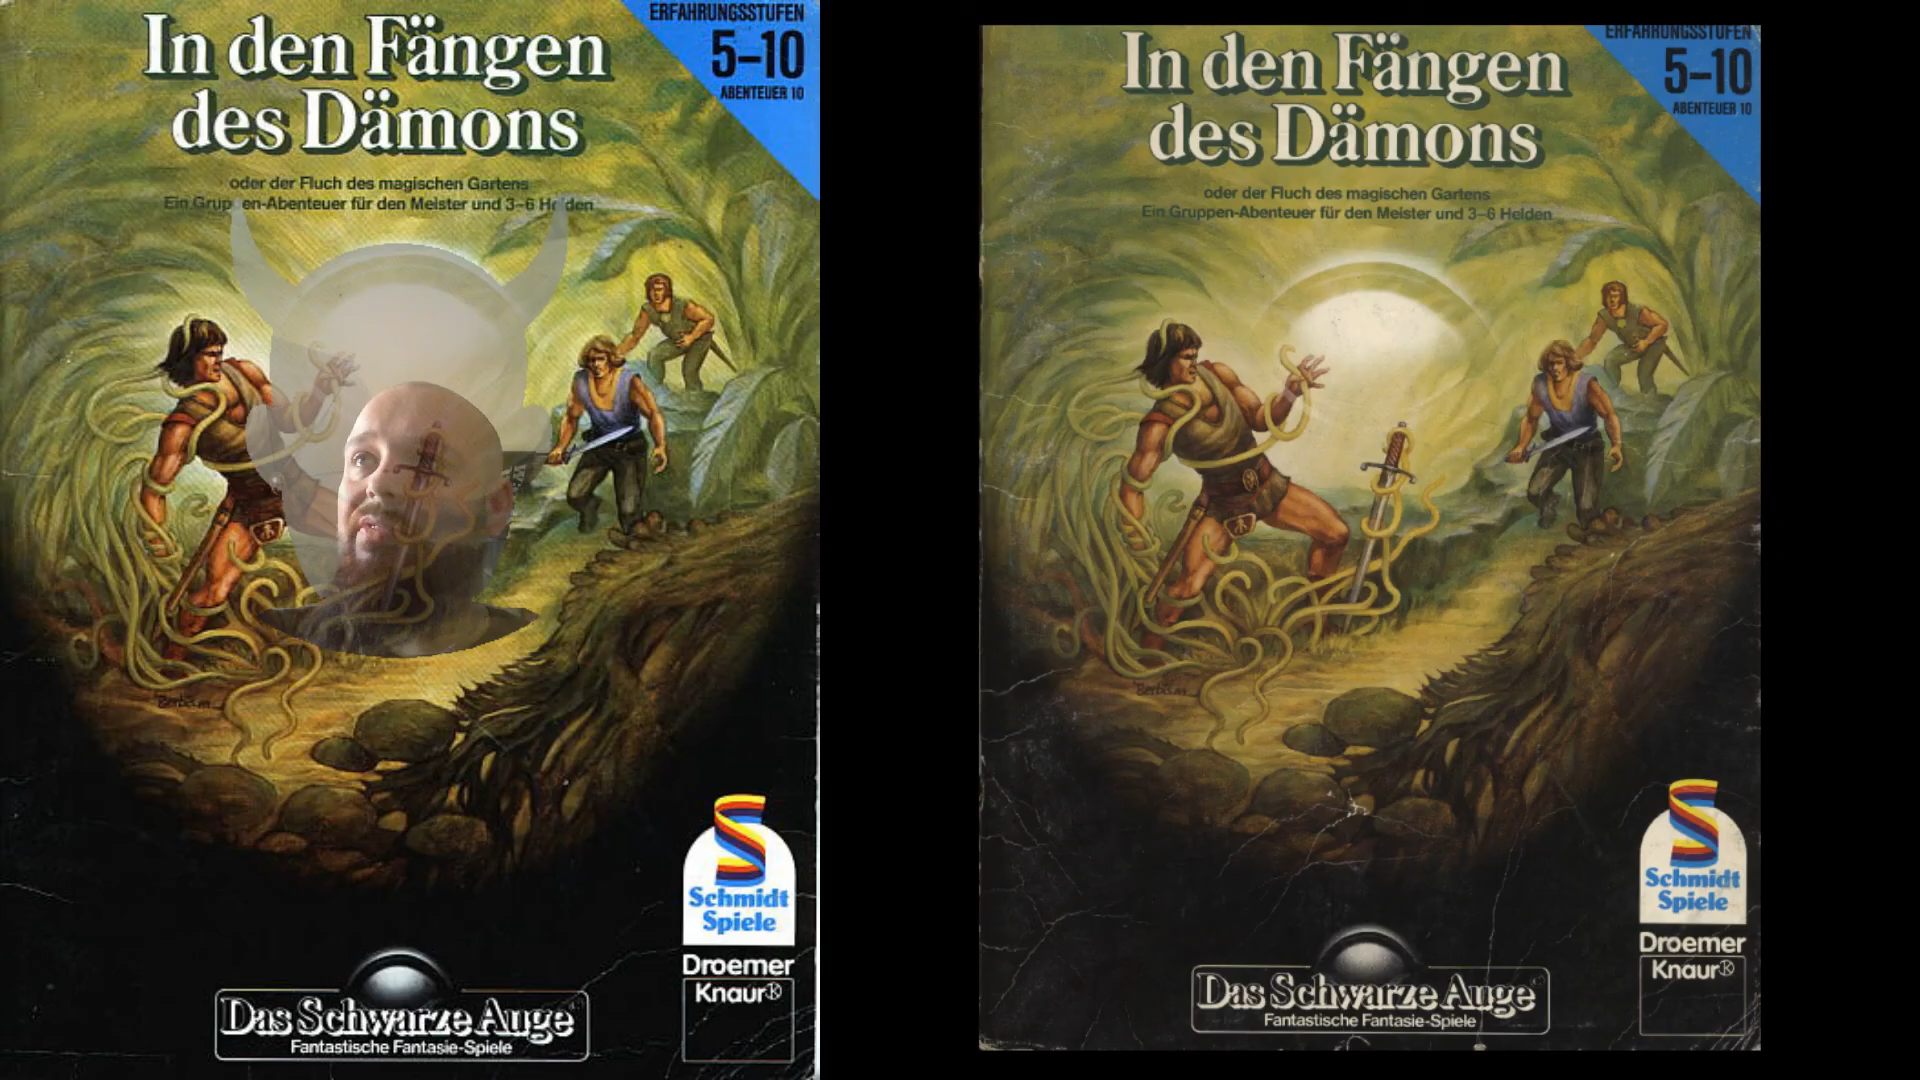 ERFAHRUNGSSTUFEN
5–10
ABENTEUER 10
In den Fängen
des Dämons
oder der Fluch des magischen Gartens
Ein Grup en-Abenteuer für den Meister und 3–6 He den
Schmidt
Spiele
Droemer
Knaur
Das Schwarze Auge
Fantastische Fantasie-Spiele
ERFAHRUNGSSTUFEN
5–10
ABENTEUER 10
In den Fängen
des Dämons
oder der Fluch des magischen Gartens
Ein Gruppen-Abenteuer für den Meister und 3–6 Helden
Schmidt
Spiele
Droemer
Knaur
Das Schwarze Auge
Fantastische Fantasie-Spiele